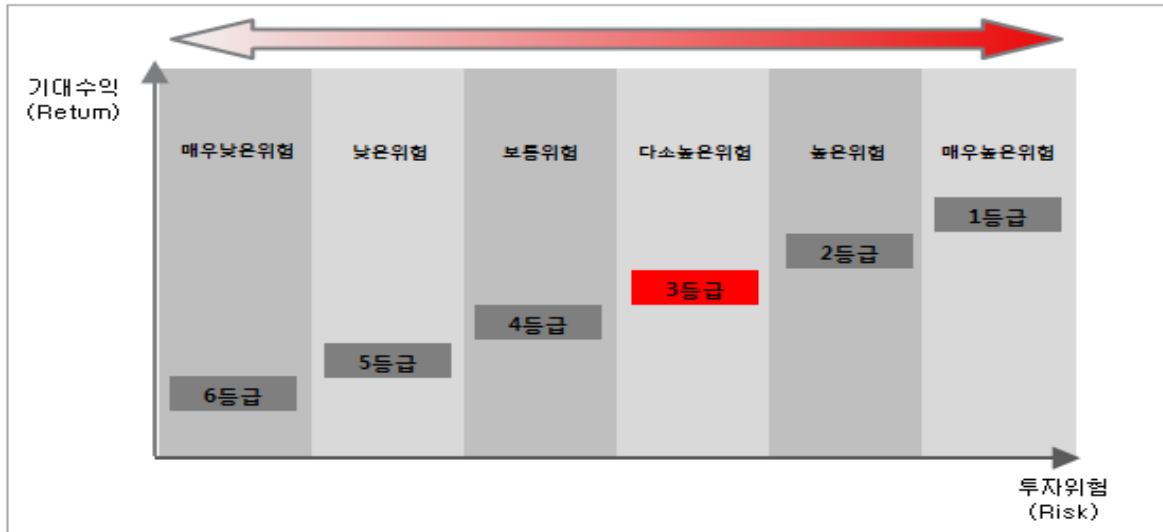 기대수익
(Return)
매우낮은위험
낮은위험
보통위험
다소높은위험
높은위험
매우높은위험
1등급
2등급
3등급
4등급
5등급
6등급
투자위험
(Risk)